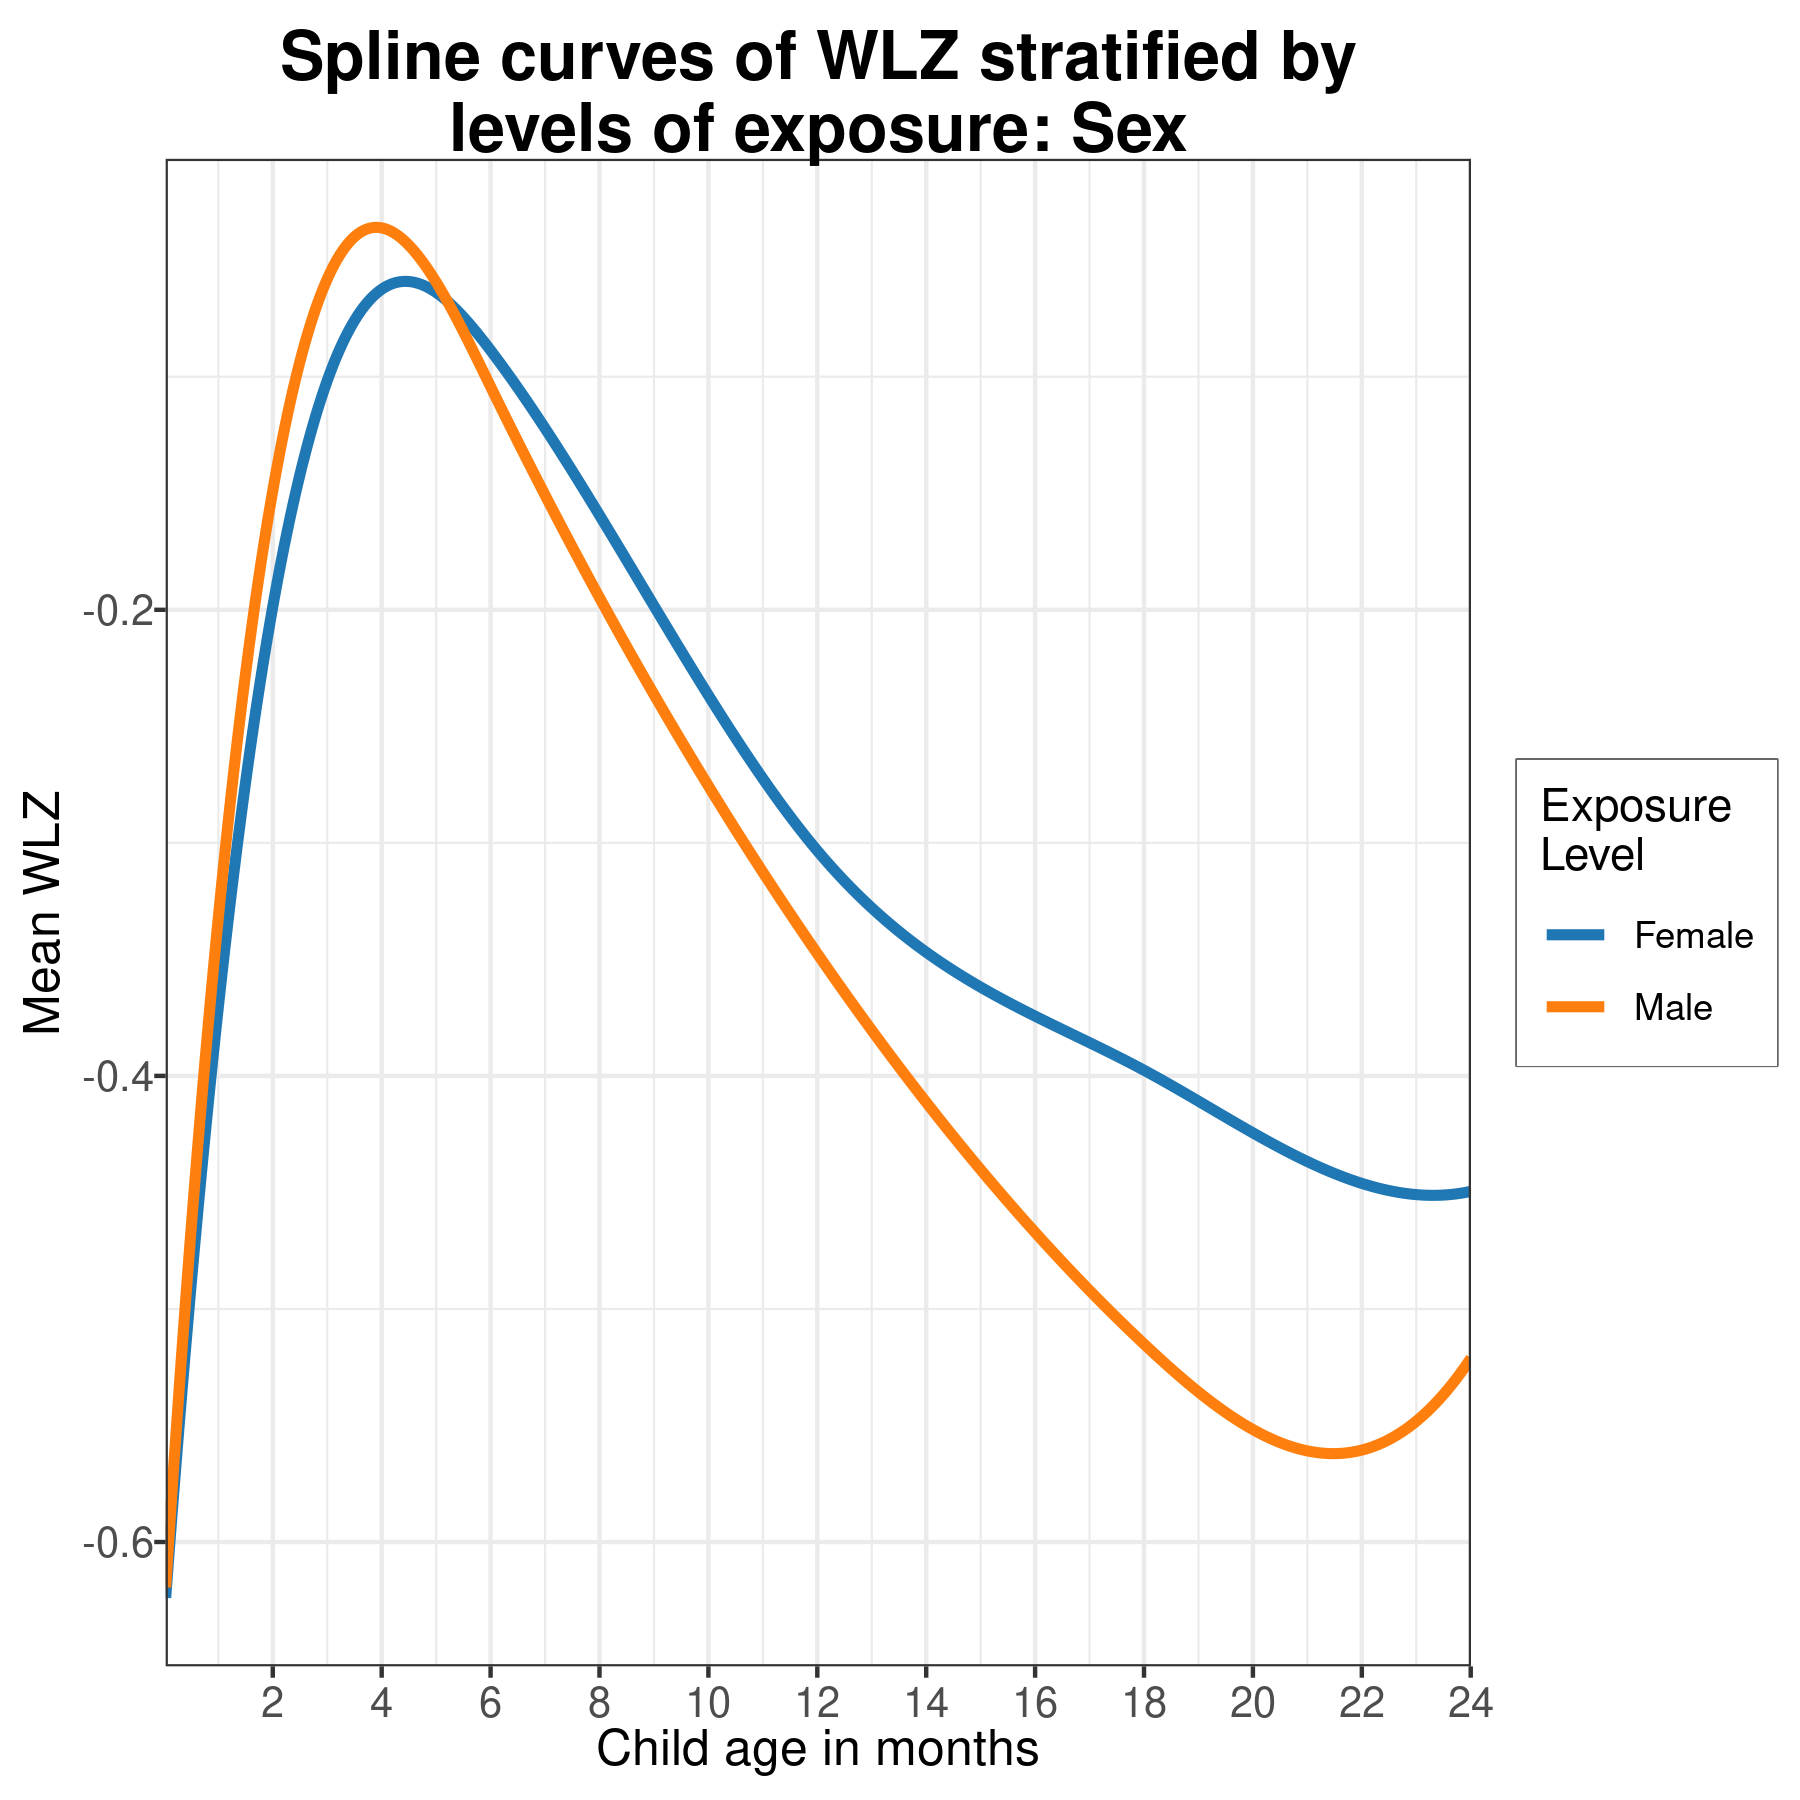 Spline curves of WLZ stratified by
levels of exposure: Sex
Mean WLZ
-0.2
-0.4
-0.6
2 4 6 8 10 12 14 16 18 20 22 24
Child age in months
Exposure
Level
Female
Male